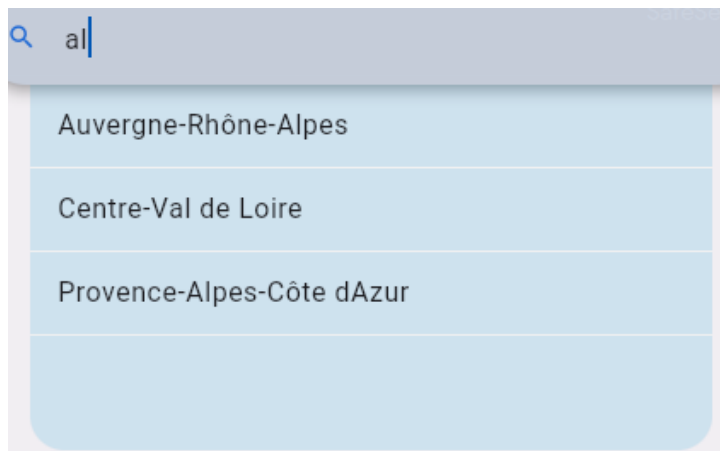 al
Auvergne-Rhône-Alpes
Centre-Val de Loire
Provence-Alpes-Côte dAzur